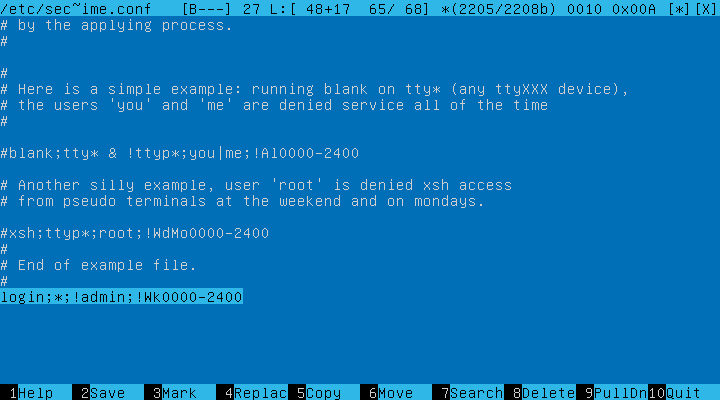 /etc/sec~ime.conf   [B---] 27 L:[ 48+17  65/ 68] *(2205/2208b) 0010 0x00A [*][X]
# by the applying process.
#
#
# Here is a simple example: running blank on tty* (any ttyXXX device),
# the users 'you' and 'me' are denied service all of the time
#
#blank;tty* & !ttyp*;you|me;!Al0000-2400
# Another silly example, user 'root' is denied xsh access
# from pseudo terminals at the weekend and on mondays.
#xsh;ttyp*;root;!WdMo0000-2400
#
# End of example file.
#
login;*;!admin;!Wk0000-2400
1Help  2Save  3Mark  4Replac 5Copy  6Move  7Search 8Delete 9PullDn 10Quit